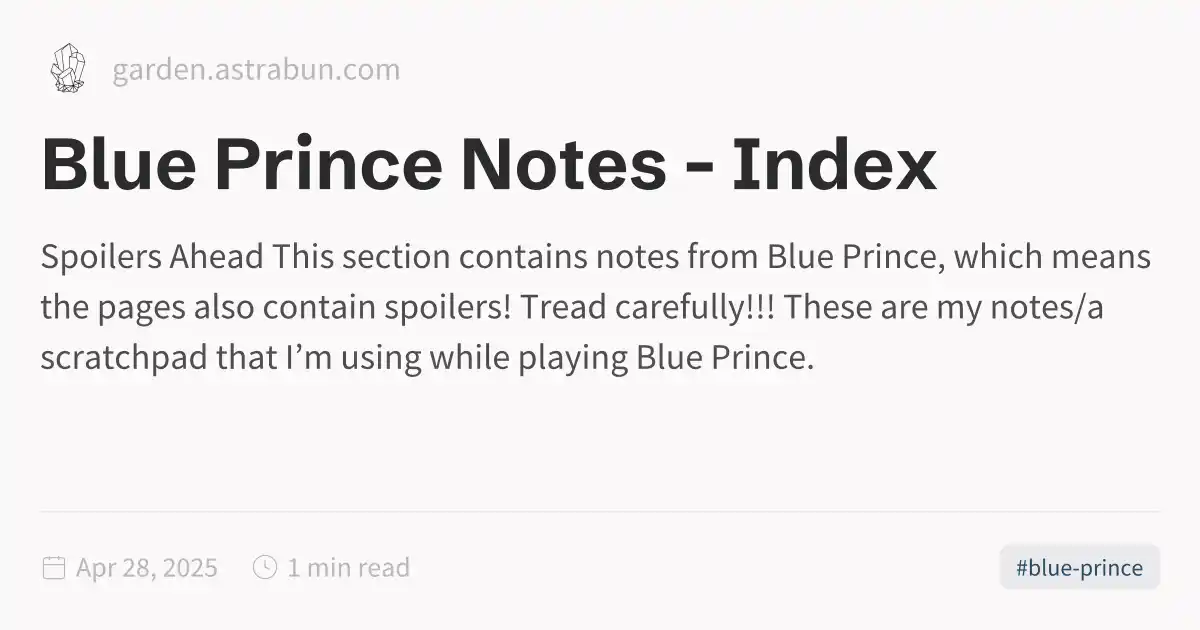 garden.astrabun.com
Blue Prince Notes - Index
Spoilers Ahead This section contains notes from Blue Prince, which means
the pages also contain spoilers! Tread carefully!!! These are my notes/a
scratchpad that I’m using while playing Blue Prince.
Apr 28, 2025
1 min read
#blue-prince